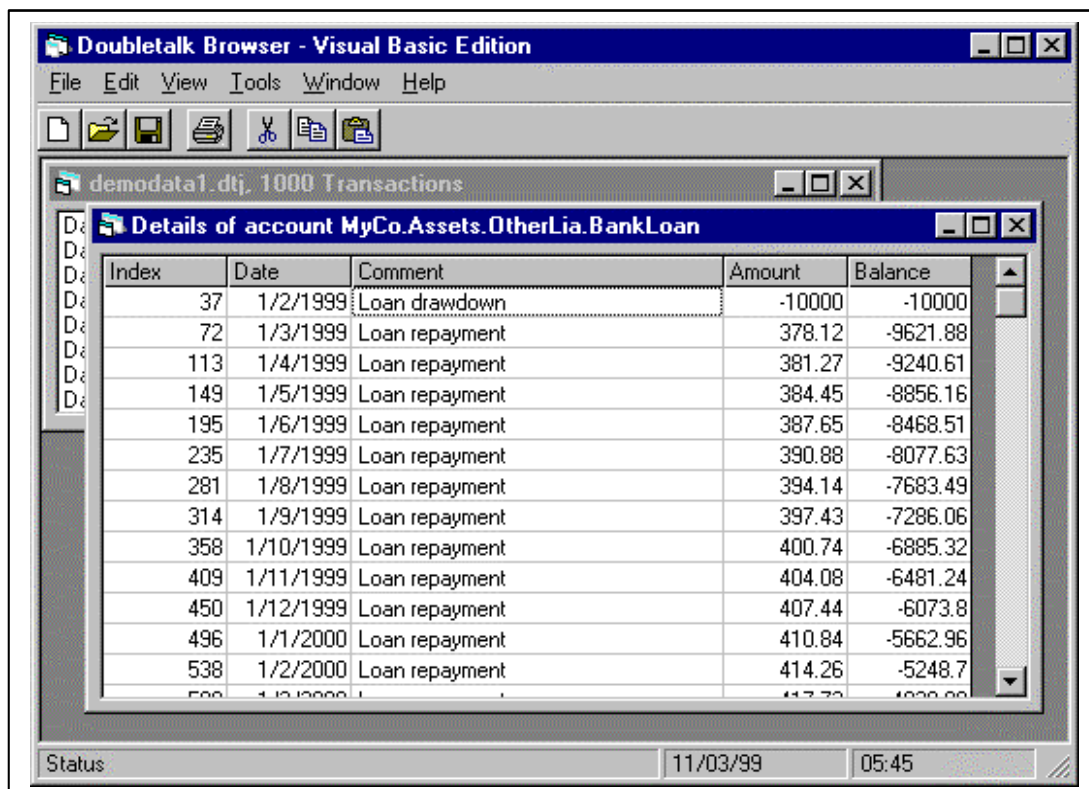 Doubletalk Browser - Visual Basic Edition
File Edit View Tools Window Help
demodata1.dtj, 1000 Transactions
Da
Da
Da
Da
Da
Da
Da
Da
Details of account MyCo.Assets.OtherLia.BankLoan
Index Date Comment Amount Balance
37 1/2/1999 Loan drawdown -10000 -10000
72 1/3/1999 Loan repayment 378.12 -9621.88
113 1/4/1999 Loan repayment 381.27 -9240.61
149 1/5/1999 Loan repayment 384.45 -8856.16
195 1/6/1999 Loan repayment 387.65 -8468.51
235 1/7/1999 Loan repayment 390.88 -8077.63
281 1/8/1999 Loan repayment 394.14 -7683.49
314 1/9/1999 Loan repayment 397.43 -7286.06
358 1/10/1999 Loan repayment 400.74 -6885.32
409 1/11/1999 Loan repayment 404.08 -6481.24
450 1/12/1999 Loan repayment 407.44 -6073.8
496 1/1/2000 Loan repayment 410.84 -5662.96
538 1/2/2000 Loan repayment 414.26 -5248.7
Status 11/03/99 05:45